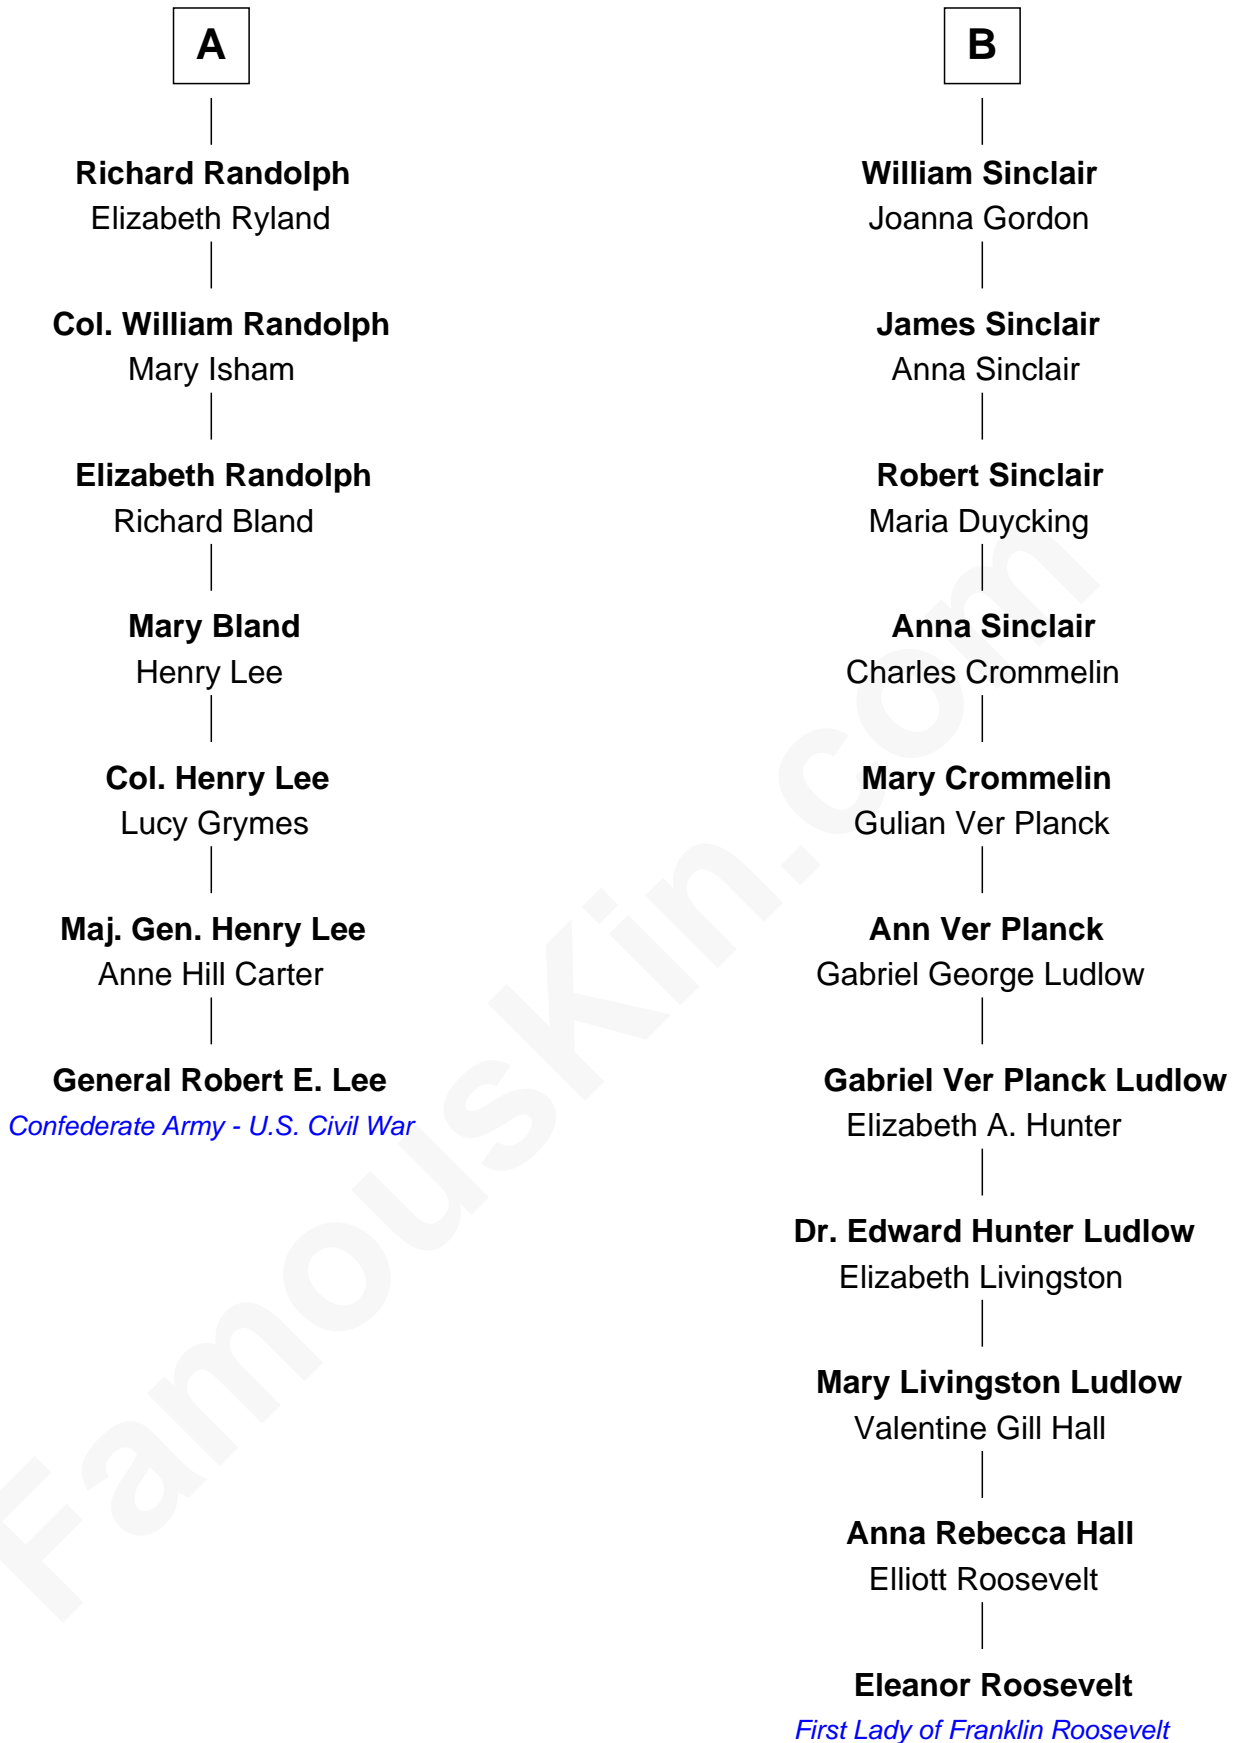 A
Richard Randolph
Elizabeth Ryland
Col. William Randolph
Mary Isham
Elizabeth Randolph
Richard Bland
Mary Bland
Henry Lee
Col. Henry Lee
Lucy Grymes
Maj. Gen. Henry Lee
Anne Hill Carter
General Robert E. Lee
Confederate Army - U.S. Civil War
B
William Sinclair
Joanna Gordon
James Sinclair
Anna Sinclair
Robert Sinclair
Maria Duycking
Anna Sinclair
Charles Crommelin
Mary Crommelin
Gulian Ver Planck
Ann Ver Planck
Gabriel George Ludlow
Gabriel Ver Planck Ludlow
Elizabeth A. Hunter
Dr. Edward Hunter Ludlow
Elizabeth Livingston
Mary Livingston Ludlow
Valentine Gill Hall
Anna Rebecca Hall
Elliott Roosevelt
Eleanor Roosevelt
First Lady of Franklin Roosevelt
FamousKin.com